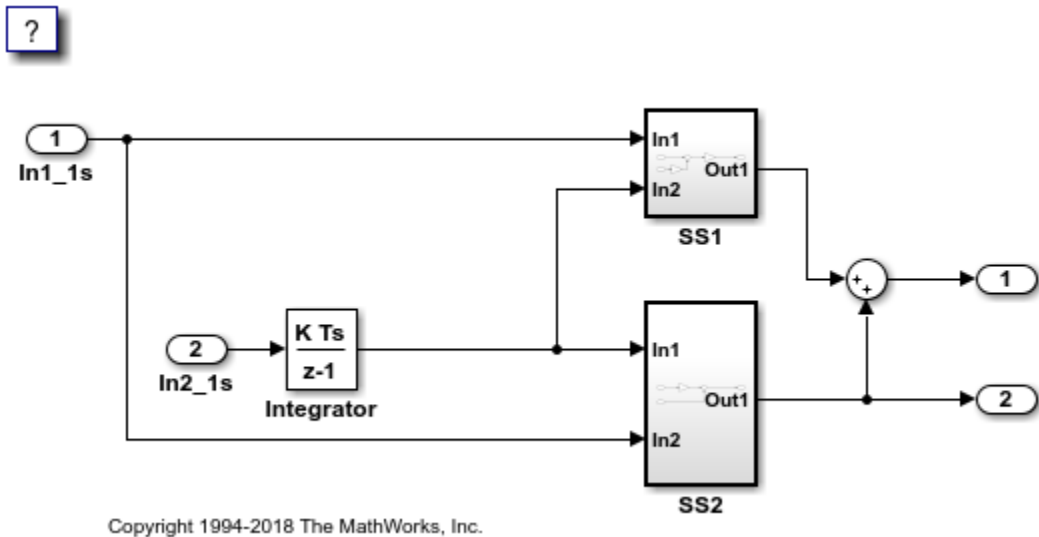 ?
1
In1_1s
In1
Out1
In2
SS1
+
+
1
2
In2_1s
K Ts
z-1
Integrator
In1
Out1
In2
SS2
2
Copyright 1994-2018 The MathWorks, Inc.